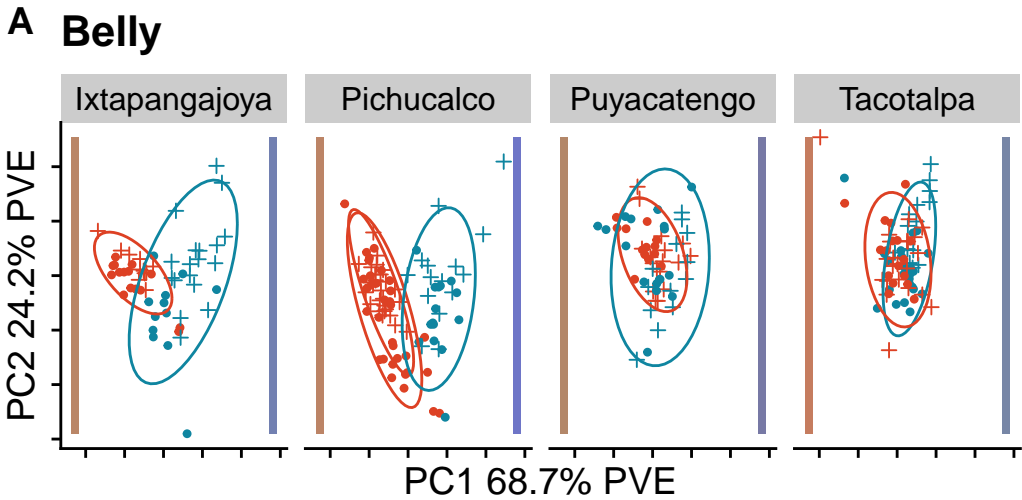 A Belly
Ixtapangajoya Pichucalco Puyacatengo Tacotalpa
PC2 24.2% PVE
PC1 68.7% PVE